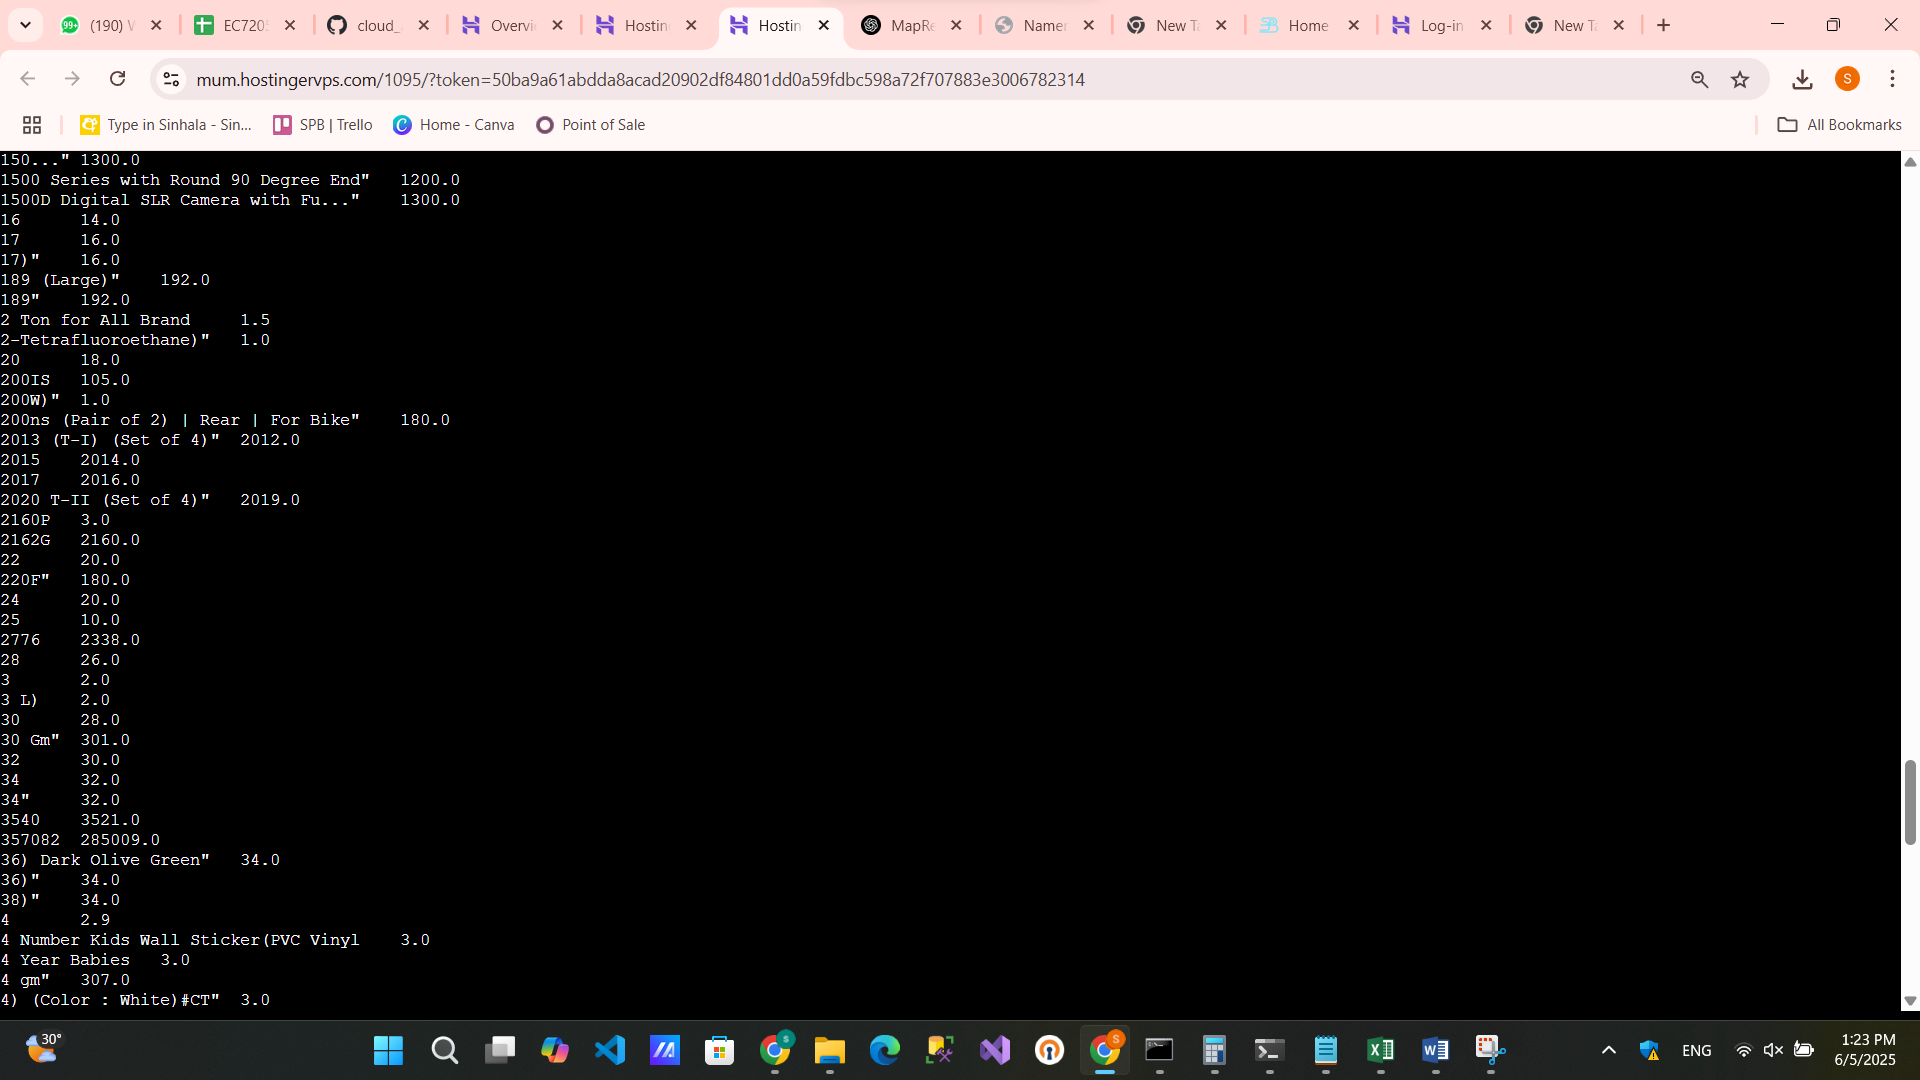 (190) W
EC7205
cloud_
Overvi
Hostin
Hostin
MapRe
Namen
New Ta
Home
Log-in
New Ta
mum.hostingervps.com/1095/?token=50ba9a61abdda8acad20902df84801dd0a59fdbc598a72f707883e3006782314
S
Type in Sinhala - Sin...
SPB | Trello
Home - Canva
Point of Sale
All Bookmarks
150..." 1300.0
1500 Series with Round 90 Degree End" 1200.0
1500D Digital SLR Camera with Fu..." 1300.0
16 14.0
17 16.0
17)" 16.0
189 (Large)" 192.0
189" 192.0
2 Ton for All Brand 1.5
2-Tetrafluoroethane)" 1.0
20 18.0
200IS 105.0
200W)" 1.0
200ns (Pair of 2) | Rear | For Bike" 180.0
2013 (T-I) (Set of 4)" 2012.0
2015 2014.0
2017 2016.0
2020 T-II (Set of 4)" 2019.0
2160P 3.0
2162G 2160.0
22 20.0
220F" 180.0
24 20.0
25 10.0
2776 2338.0
28 26.0
3 2.0
3 L) 2.0
30 28.0
30 Gm" 301.0
32 30.0
34 32.0
34" 32.0
3540 3521.0
357082 285009.0
36) Dark Olive Green" 34.0
36)" 34.0
38)" 34.0
4 2.9
4 Number Kids Wall Sticker(PVC Vinyl 3.0
4 Year Babies 3.0
4 gm" 307.0
4) (Color : White)#CT" 3.0
30°
ENG
1:23 PM
6/5/2025